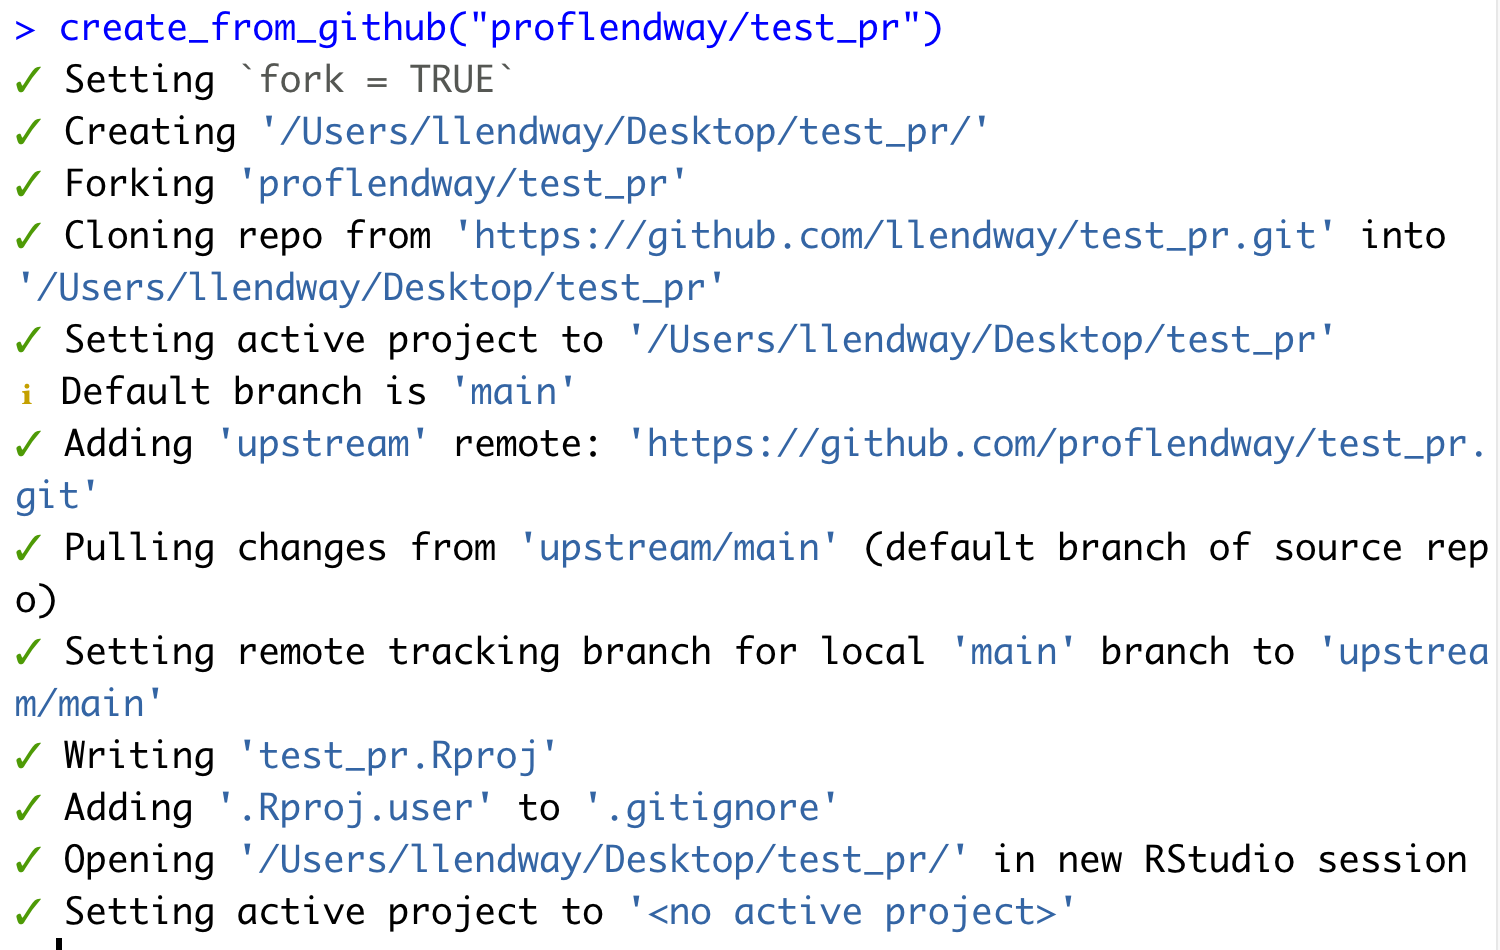 > create_from_github("proflendway/test_pr")
✓ Setting `fork = TRUE`
✓ Creating '/Users/llendway/Desktop/test_pr/'
✓ Forking 'proflendway/test_pr'
✓ Cloning repo from 'https://github.com/llendway/test_pr.git' into
'/Users/llendway/Desktop/test_pr'
✓ Setting active project to '/Users/llendway/Desktop/test_pr'
ℹ Default branch is 'main'
✓ Adding 'upstream' remote: 'https://github.com/proflendway/test_pr.
git'
✓ Pulling changes from 'upstream/main' (default branch of source rep
o)
✓ Setting remote tracking branch for local 'main' branch to 'upstrea
m/main'
✓ Writing 'test_pr.Rproj'
✓ Adding '.Rproj.user' to '.gitignore'
✓ Opening '/Users/llendway/Desktop/test_pr/' in new RStudio session
✓ Setting active project to '<no active project>'